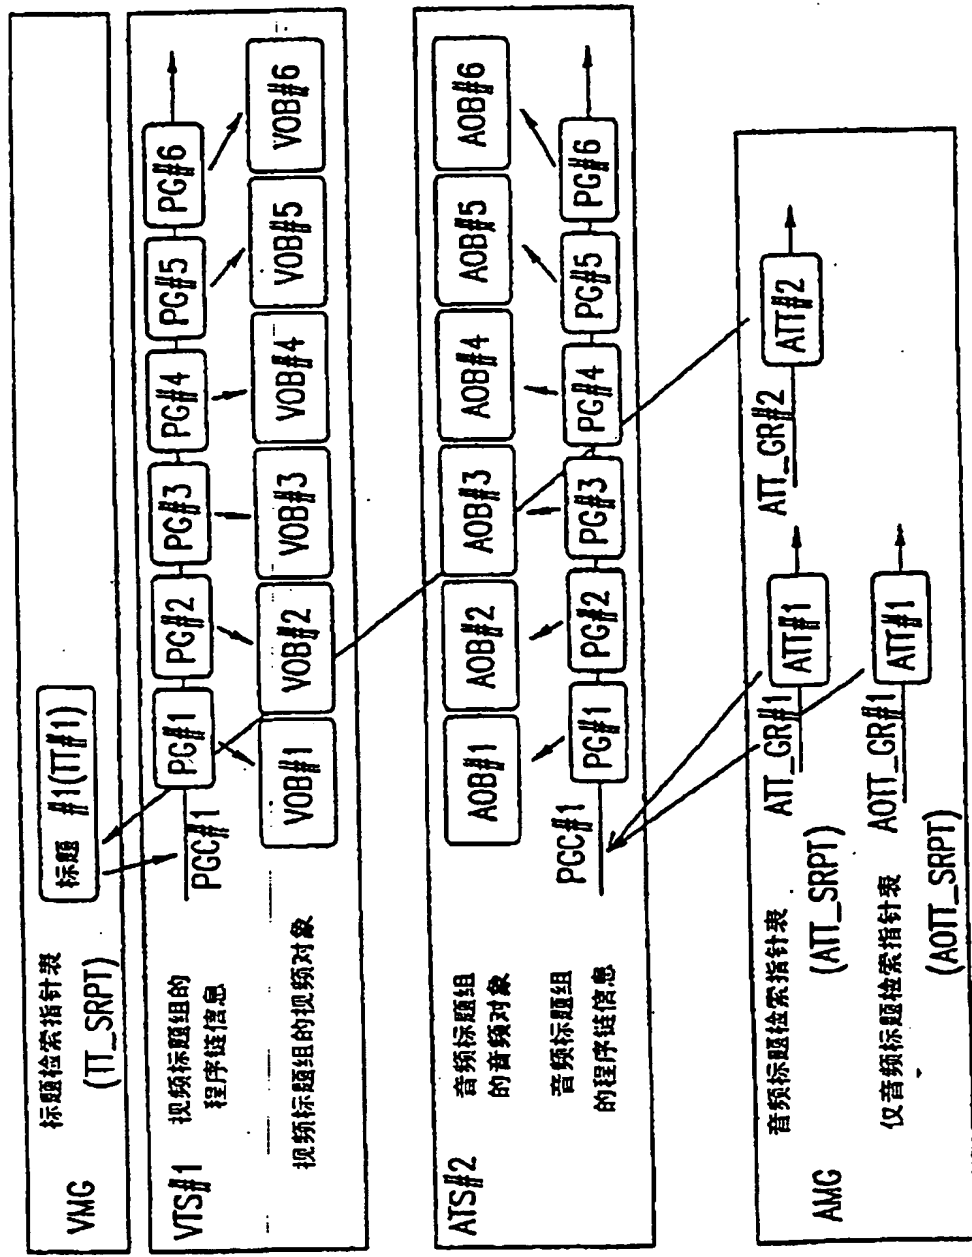 VMG
标题检索指针表
(TT_SRPT)
标题 #1(TT#1)
VTS#1
视频标题组的
程序链信息
PGC#1
PG#1
PG#2
PG#3
PG#4
PG#5
PG#6
视频标题组的视频对象
VOB#1
VOB#2
VOB#3
VOB#4
VOB#5
VOB#6
ATS#2
音频标题组
的音频对象
AOB#1
AOB#2
AOB#3
AOB#4
AOB#5
AOB#6
音频标题组
的程序链信息
PGC#1
PG#1
PG#2
PG#3
PG#4
PG#5
PG#6
AMG
音频标题检索指针表
(ATT_SRPT)
ATT_GR#1
ATT#1
ATT_GR#2
ATT#2
仅音频标题检索指针表
(AOTT_SRPT)
AOTT_GR#1
ATT#1